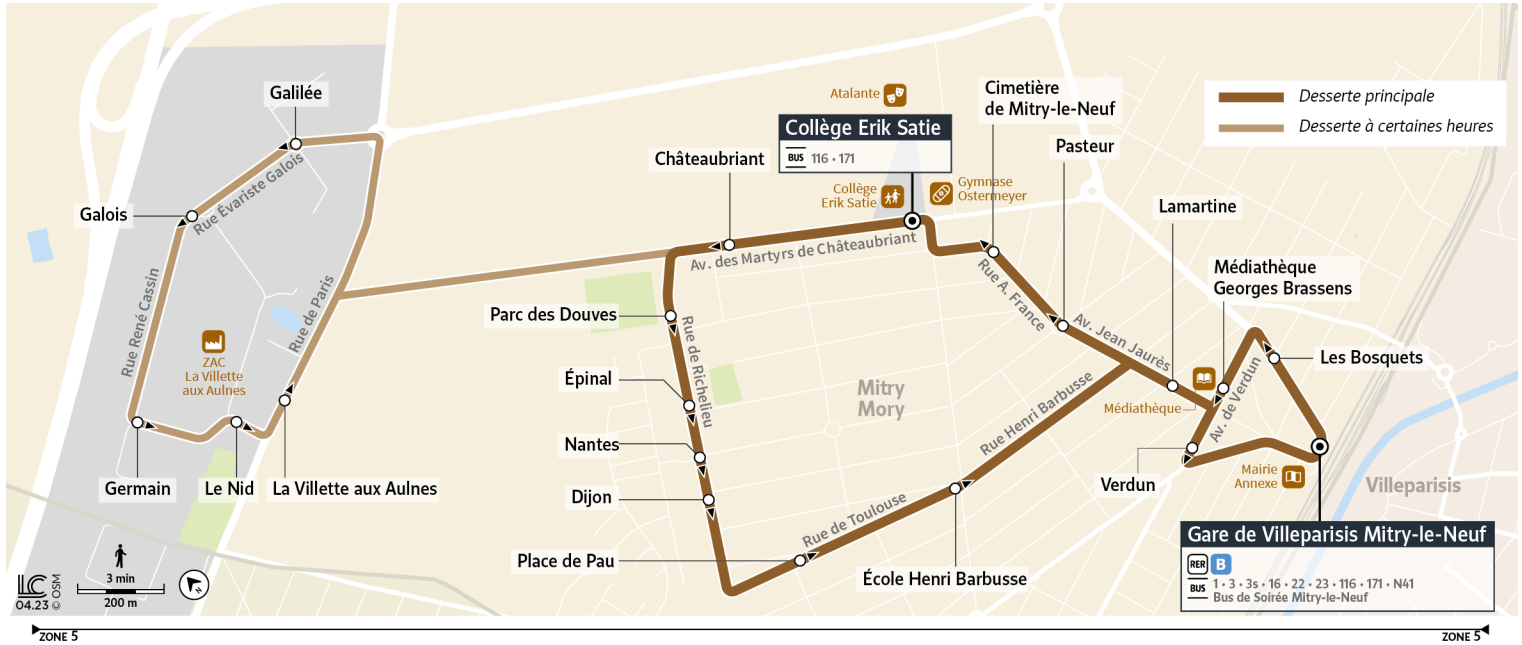 Desserte principale
Desserte à certaines heures
Galilée
Rue Évariste Galois
Galois
Rue René Cassin
Rue de Paris
ZAC
La Villette
aux Aulnes
Germain
Le Nid
La Villette aux Aulnes
Atalante
Collège Erik Satie
BUS 116 • 171
Collège
Erik Satie
Gymnase
Ostermeyer
Cimetière
de Mitry-le-Neuf
Pasteur
Châteaubriant
Av. des Martyrs de Châteaubriant
Lamartine
Médiathèque
Georges Brassens
Rue A. France
Av. Jean Jaurès
Les Bosquets
Parc des Douves
Rue de Richelieu
Épinal
Nantes
Dijon
Place de Pau
Rue de Toulouse
École Henri Barbusse
Rue Henri Barbusse
Mitry
Mory
Médiathèque
Av. de Verdun
Verdun
Mairie
Annexe
Villeparisis
Gare de Villeparisis Mitry-le-Neuf
RER B
BUS 1 • 3 • 3s • 16 • 22 • 23 • 116 • 171 • N41
Bus de Soirée Mitry-le-Neuf
LC
04.23 © OSM
3 min
200 m
ZONE 5
ZONE 5